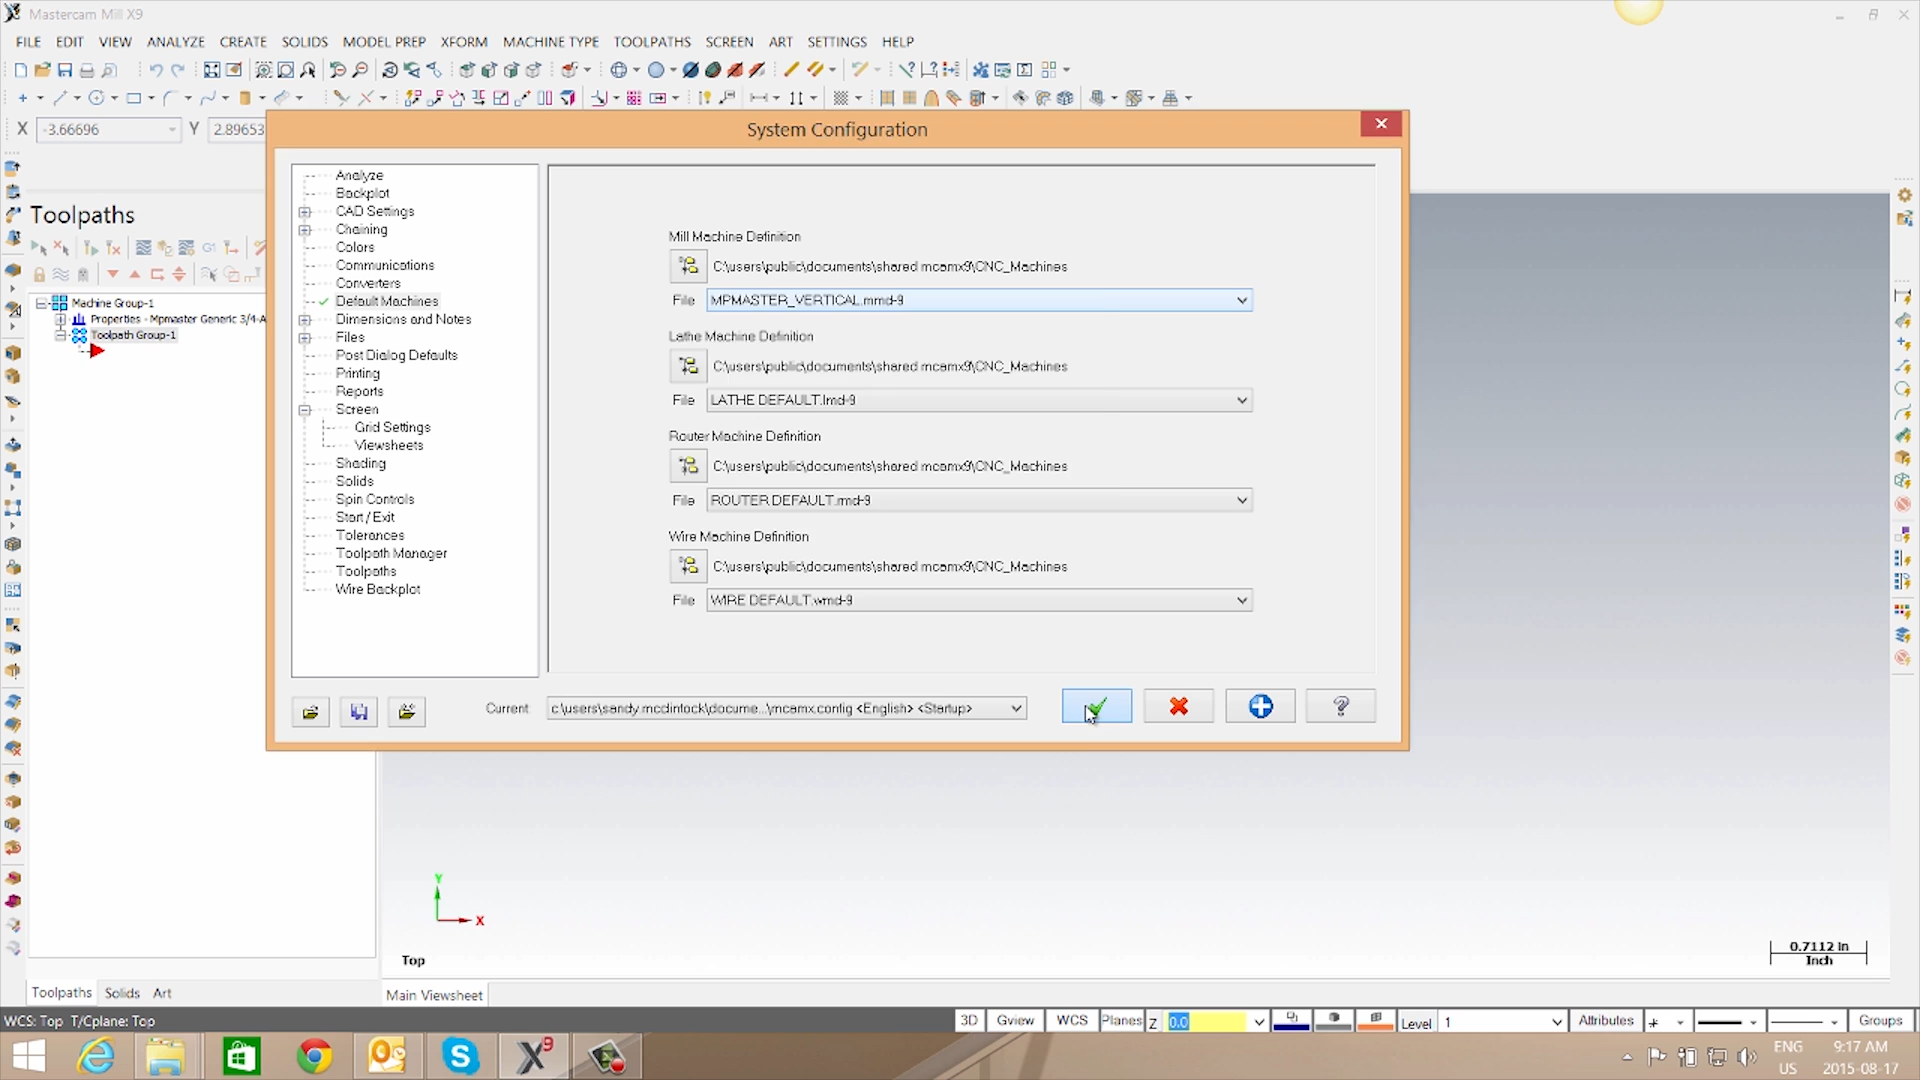 Mastercam Mill X9
FILE EDIT VIEW ANALYZE CREATE SOLIDS MODEL PREP XFORM MACHINE TYPE TOOLPATHS SCREEN ART SETTINGS HELP
X -3.66696 Y 2.89653
System Configuration
Toolpaths
Machine Group-1
Properties - Mpmaster Generic 3/4-A
Toolpath Group-1
Analyze
Backplot
CAD Settings
Chaining
Colors
Communications
Converters
Default Machines
Dimensions and Notes
Files
Post Dialog Defaults
Printing
Reports
Screen
Grid Settings
Viewsheets
Shading
Solids
Spin Controls
Start / Exit
Tolerances
Toolpath Manager
Toolpaths
Wire Backplot
Mill Machine Definition
C:\users\public\documents\shared mcamx9\CNC_Machines
File MPMASTER_VERTICAL.mmd-9
Lathe Machine Definition
C:\users\public\documents\shared mcamx9\CNC_Machines
File LATHE DEFAULT.lmd-9
Router Machine Definition
C:\users\public\documents\shared mcamx9\CNC_Machines
File ROUTER DEFAULT.rmd-9
Wire Machine Definition
C:\users\public\documents\shared mcamx9\CNC_Machines
File WIRE DEFAULT.wmd-9
Current c:\users\sandy.mcclintock\docume...\mcamx.config <English> <Startup>
Y
X
Top
0.7112 in
Inch
Toolpaths Solids Art
Main Viewsheet
WCS: Top T/Cplane: Top
3D Gview WCS Planes Z 0.0 Level 1 Attributes Groups
ENG 9:17 AM
US 2015-08-17